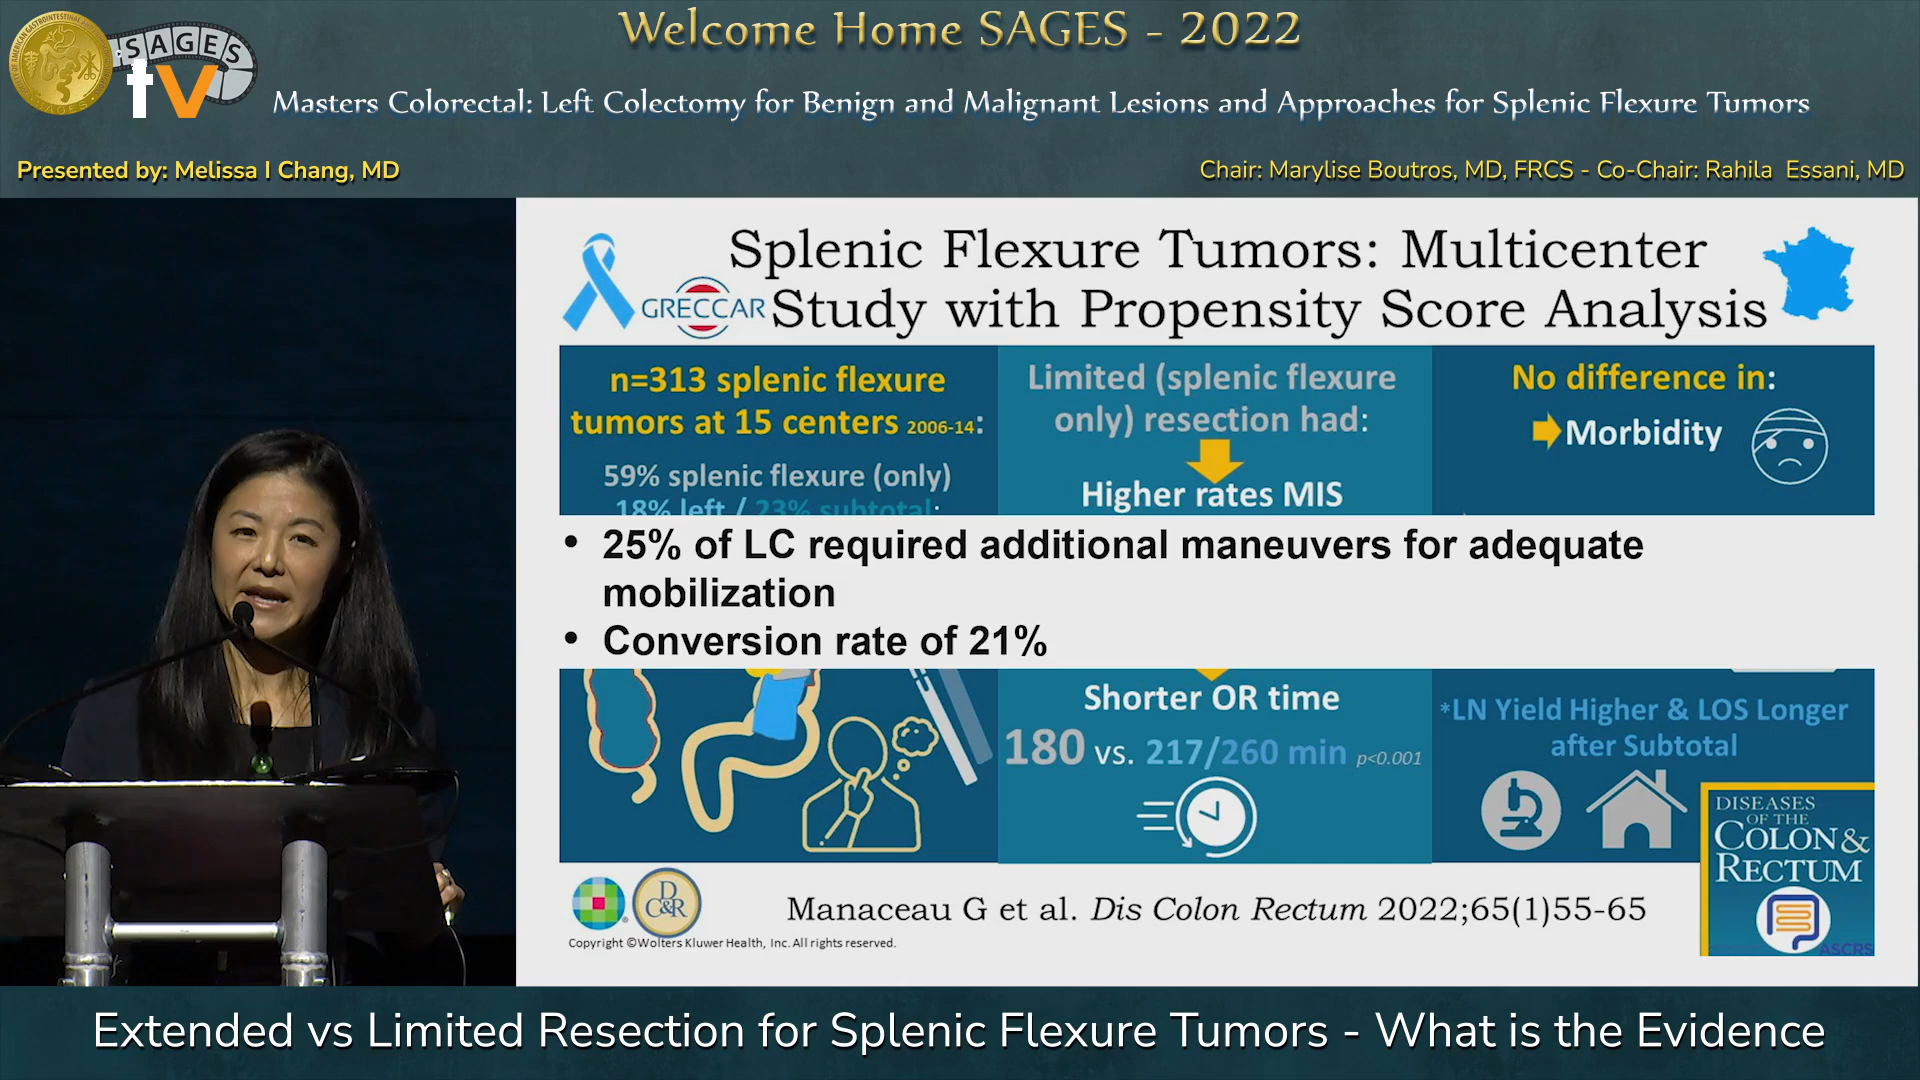 Welcome Home SAGES - 2022
SAGES
tv
Masters Colorectal: Left Colectomy for Benign and Malignant Lesions and Approaches for Splenic Flexure Tumors
Presented by: Melissa I Chang, MD
Chair: Marylise Boutros, MD, FRCS - Co-Chair: Rahila Essani, MD
Splenic Flexure Tumors: Multicenter
Study with Propensity Score Analysis
GRECCAR
n=313 splenic flexure
tumors at 15 centers 2006-14:
59% splenic flexure (only)
18% left / 23% subtotal:
Limited (splenic flexure
only) resection had:
Higher rates MIS
No difference in:
Morbidity
• 25% of LC required additional maneuvers for adequate
mobilization
• Conversion rate of 21%
Shorter OR time
180 vs. 217/260 min p<0.001
*LN Yield Higher & LOS Longer
after Subtotal
DISEASES
OF THE
COLON &
RECTUM
ASCRS
DC&R
Manaceau G et al. Dis Colon Rectum 2022;65(1)55-65
Copyright ©Wolters Kluwer Health, Inc. All rights reserved.
Extended vs Limited Resection for Splenic Flexure Tumors - What is the Evidence